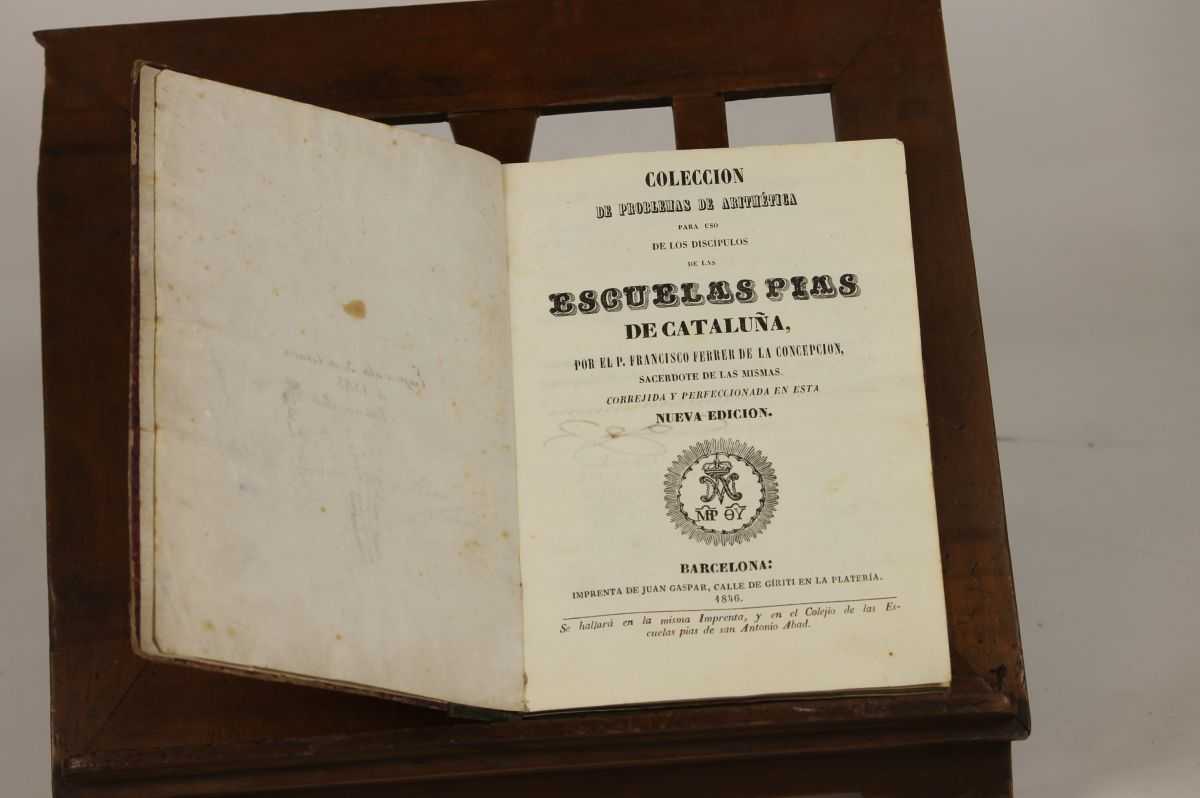 COLECCION
DE PROBLEMAS DE ARITMÉTICA
PARA USO
DE LOS DISCIPULOS
DE LAS
ESCUELAS PIAS
DE CATALUÑA,
POR EL P. FRANCISCO FERRER DE LA CONCEPCION,
SACERDOTE DE LAS MISMAS.
CORREJIDA Y PERFECCIONADA EN ESTA
NUEVA EDICION.
MP ΘY
BARCELONA:
IMPRENTA DE JUAN GASPAR, CALLE DE GÍRITI EN LA PLATERÍA.
1846.
Se hallará en la misma Imprenta, y en el Colejio de las Es-
cuelas pias de san Antonio Abad.